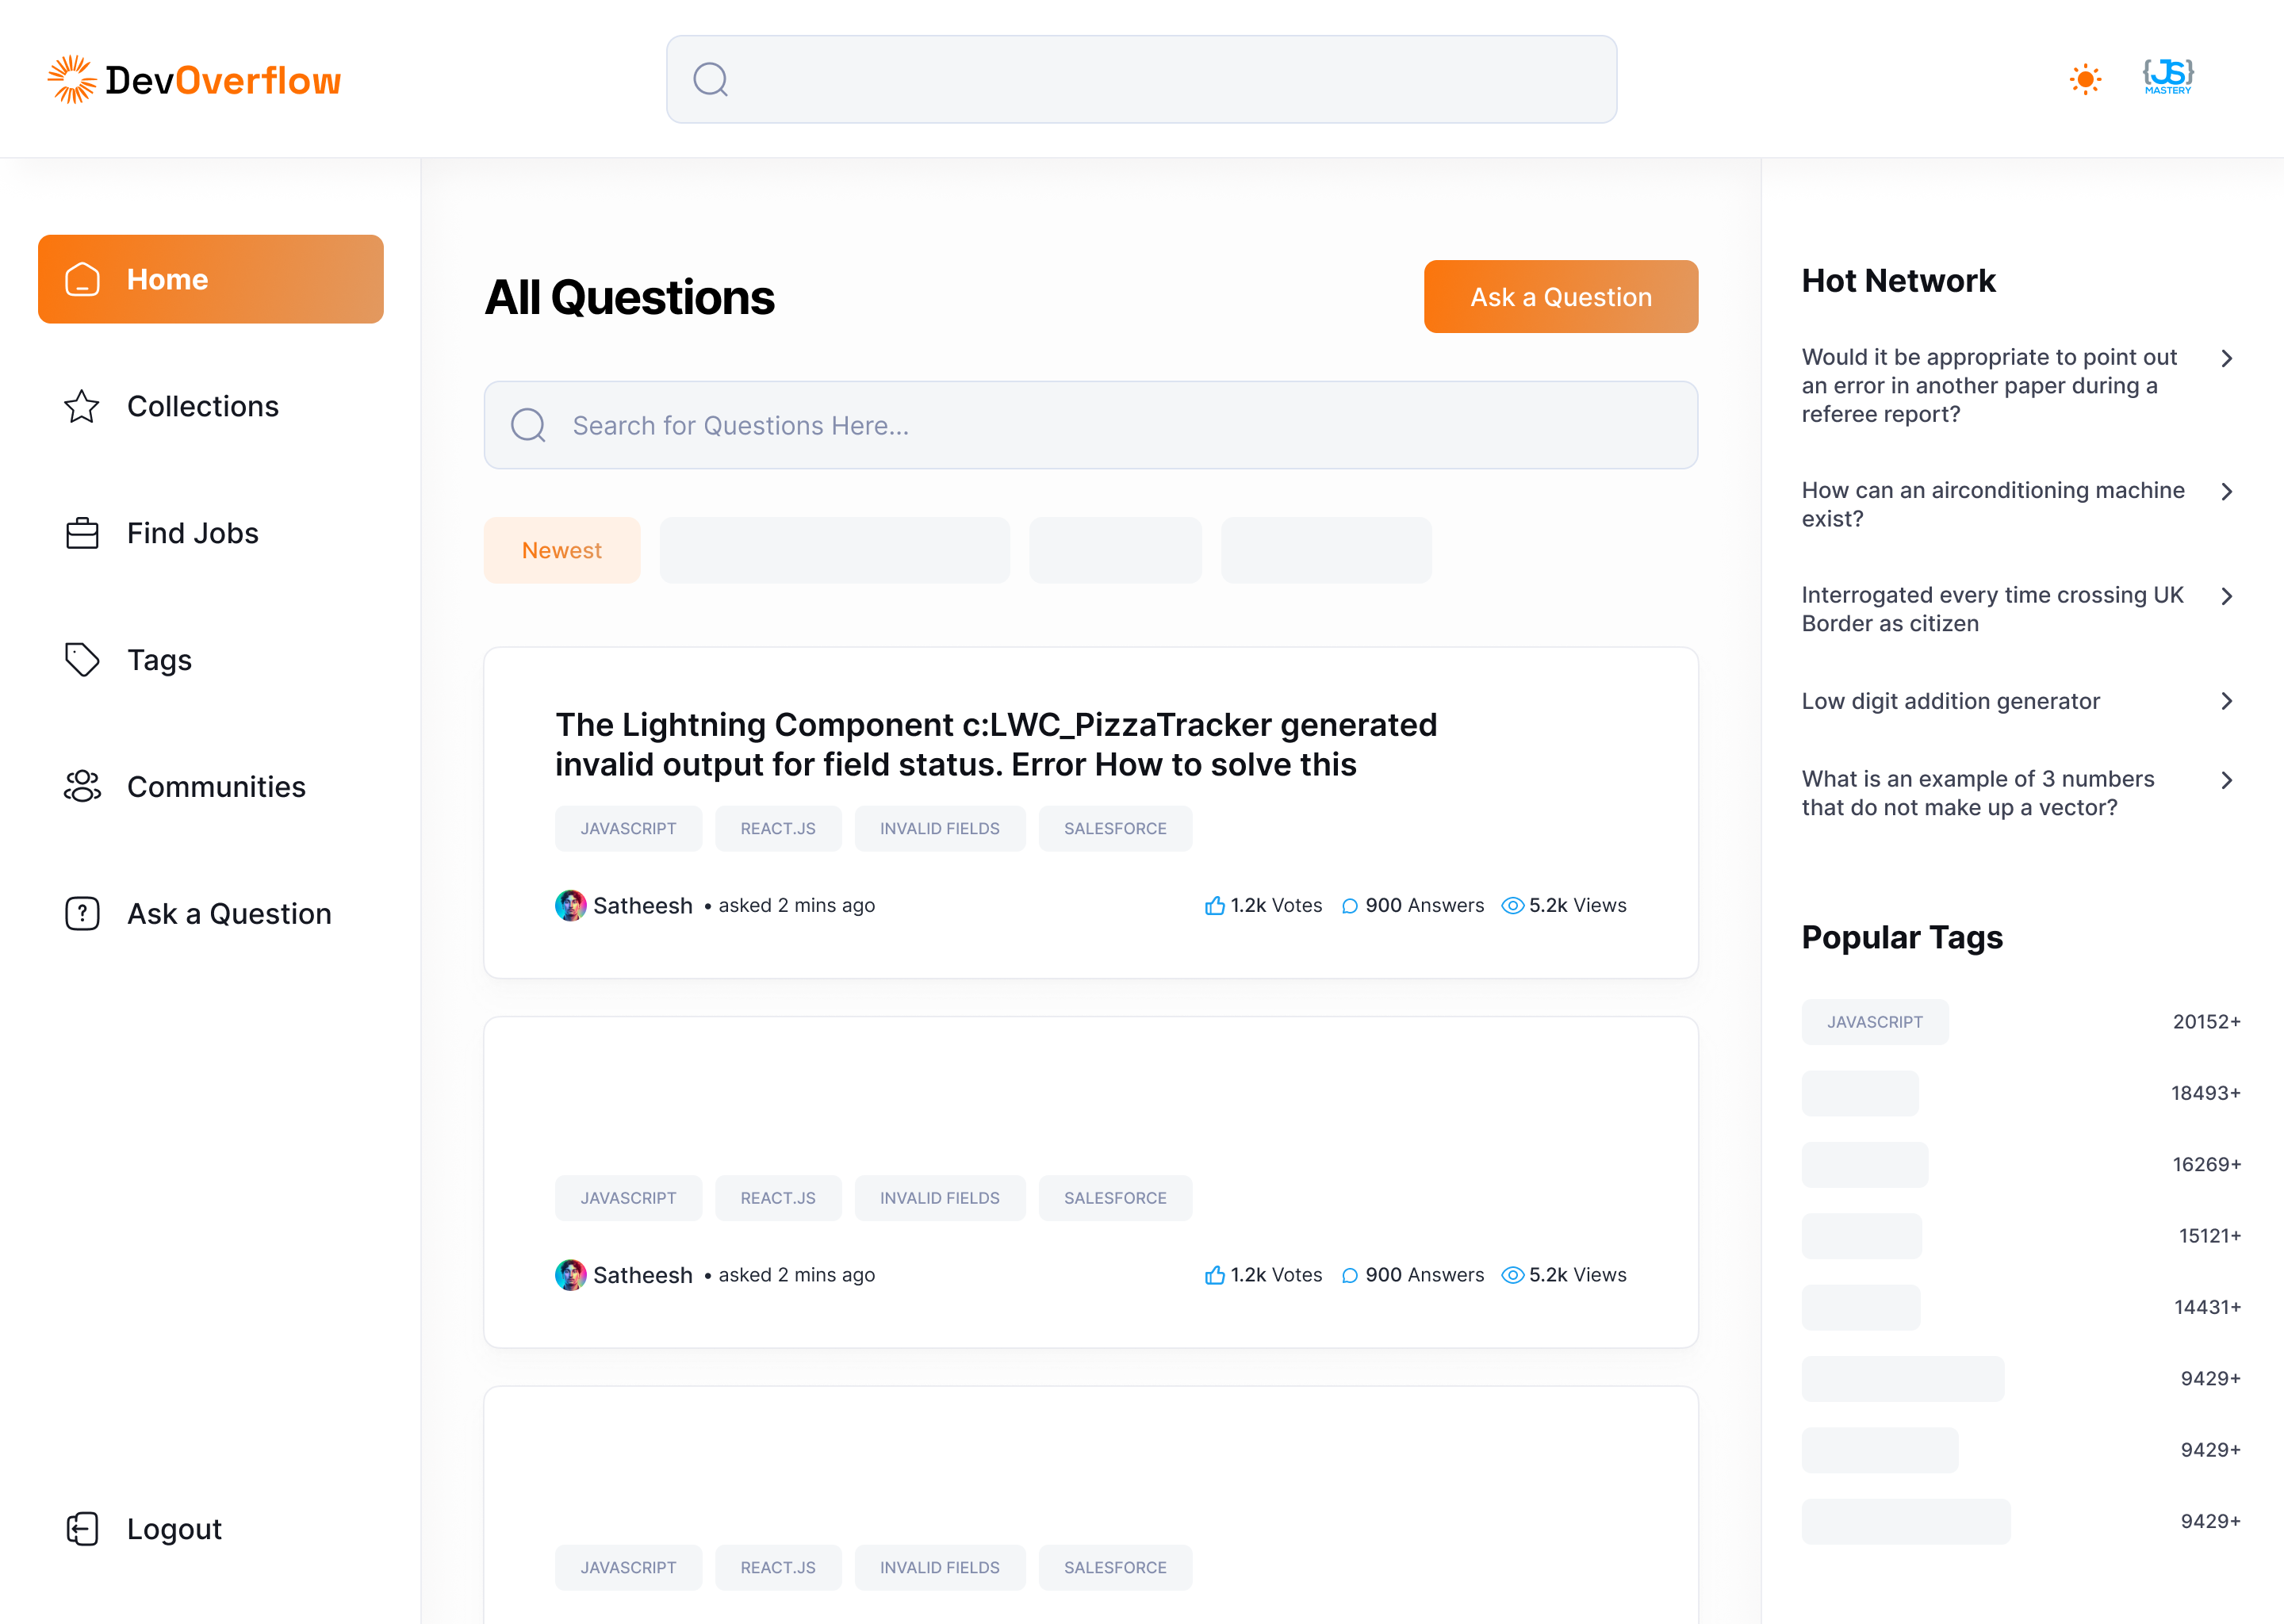 DevOverflow
{JS}
MASTERY
Home
Collections
Find Jobs
Tags
Communities
Ask a Question
Logout
All Questions
Ask a Question
Search for Questions Here...
Newest
The Lightning Component c:LWC_PizzaTracker generated
invalid output for field status. Error How to solve this
JAVASCRIPT
REACT.JS
INVALID FIELDS
SALESFORCE
Satheesh • asked 2 mins ago
1.2k Votes
900 Answers
5.2k Views
JAVASCRIPT
REACT.JS
INVALID FIELDS
SALESFORCE
Satheesh • asked 2 mins ago
1.2k Votes
900 Answers
5.2k Views
JAVASCRIPT
REACT.JS
INVALID FIELDS
SALESFORCE
Hot Network
Would it be appropriate to point out
an error in another paper during a
referee report?
How can an airconditioning machine
exist?
Interrogated every time crossing UK
Border as citizen
Low digit addition generator
What is an example of 3 numbers
that do not make up a vector?
Popular Tags
JAVASCRIPT
20152+
18493+
16269+
15121+
14431+
9429+
9429+
9429+